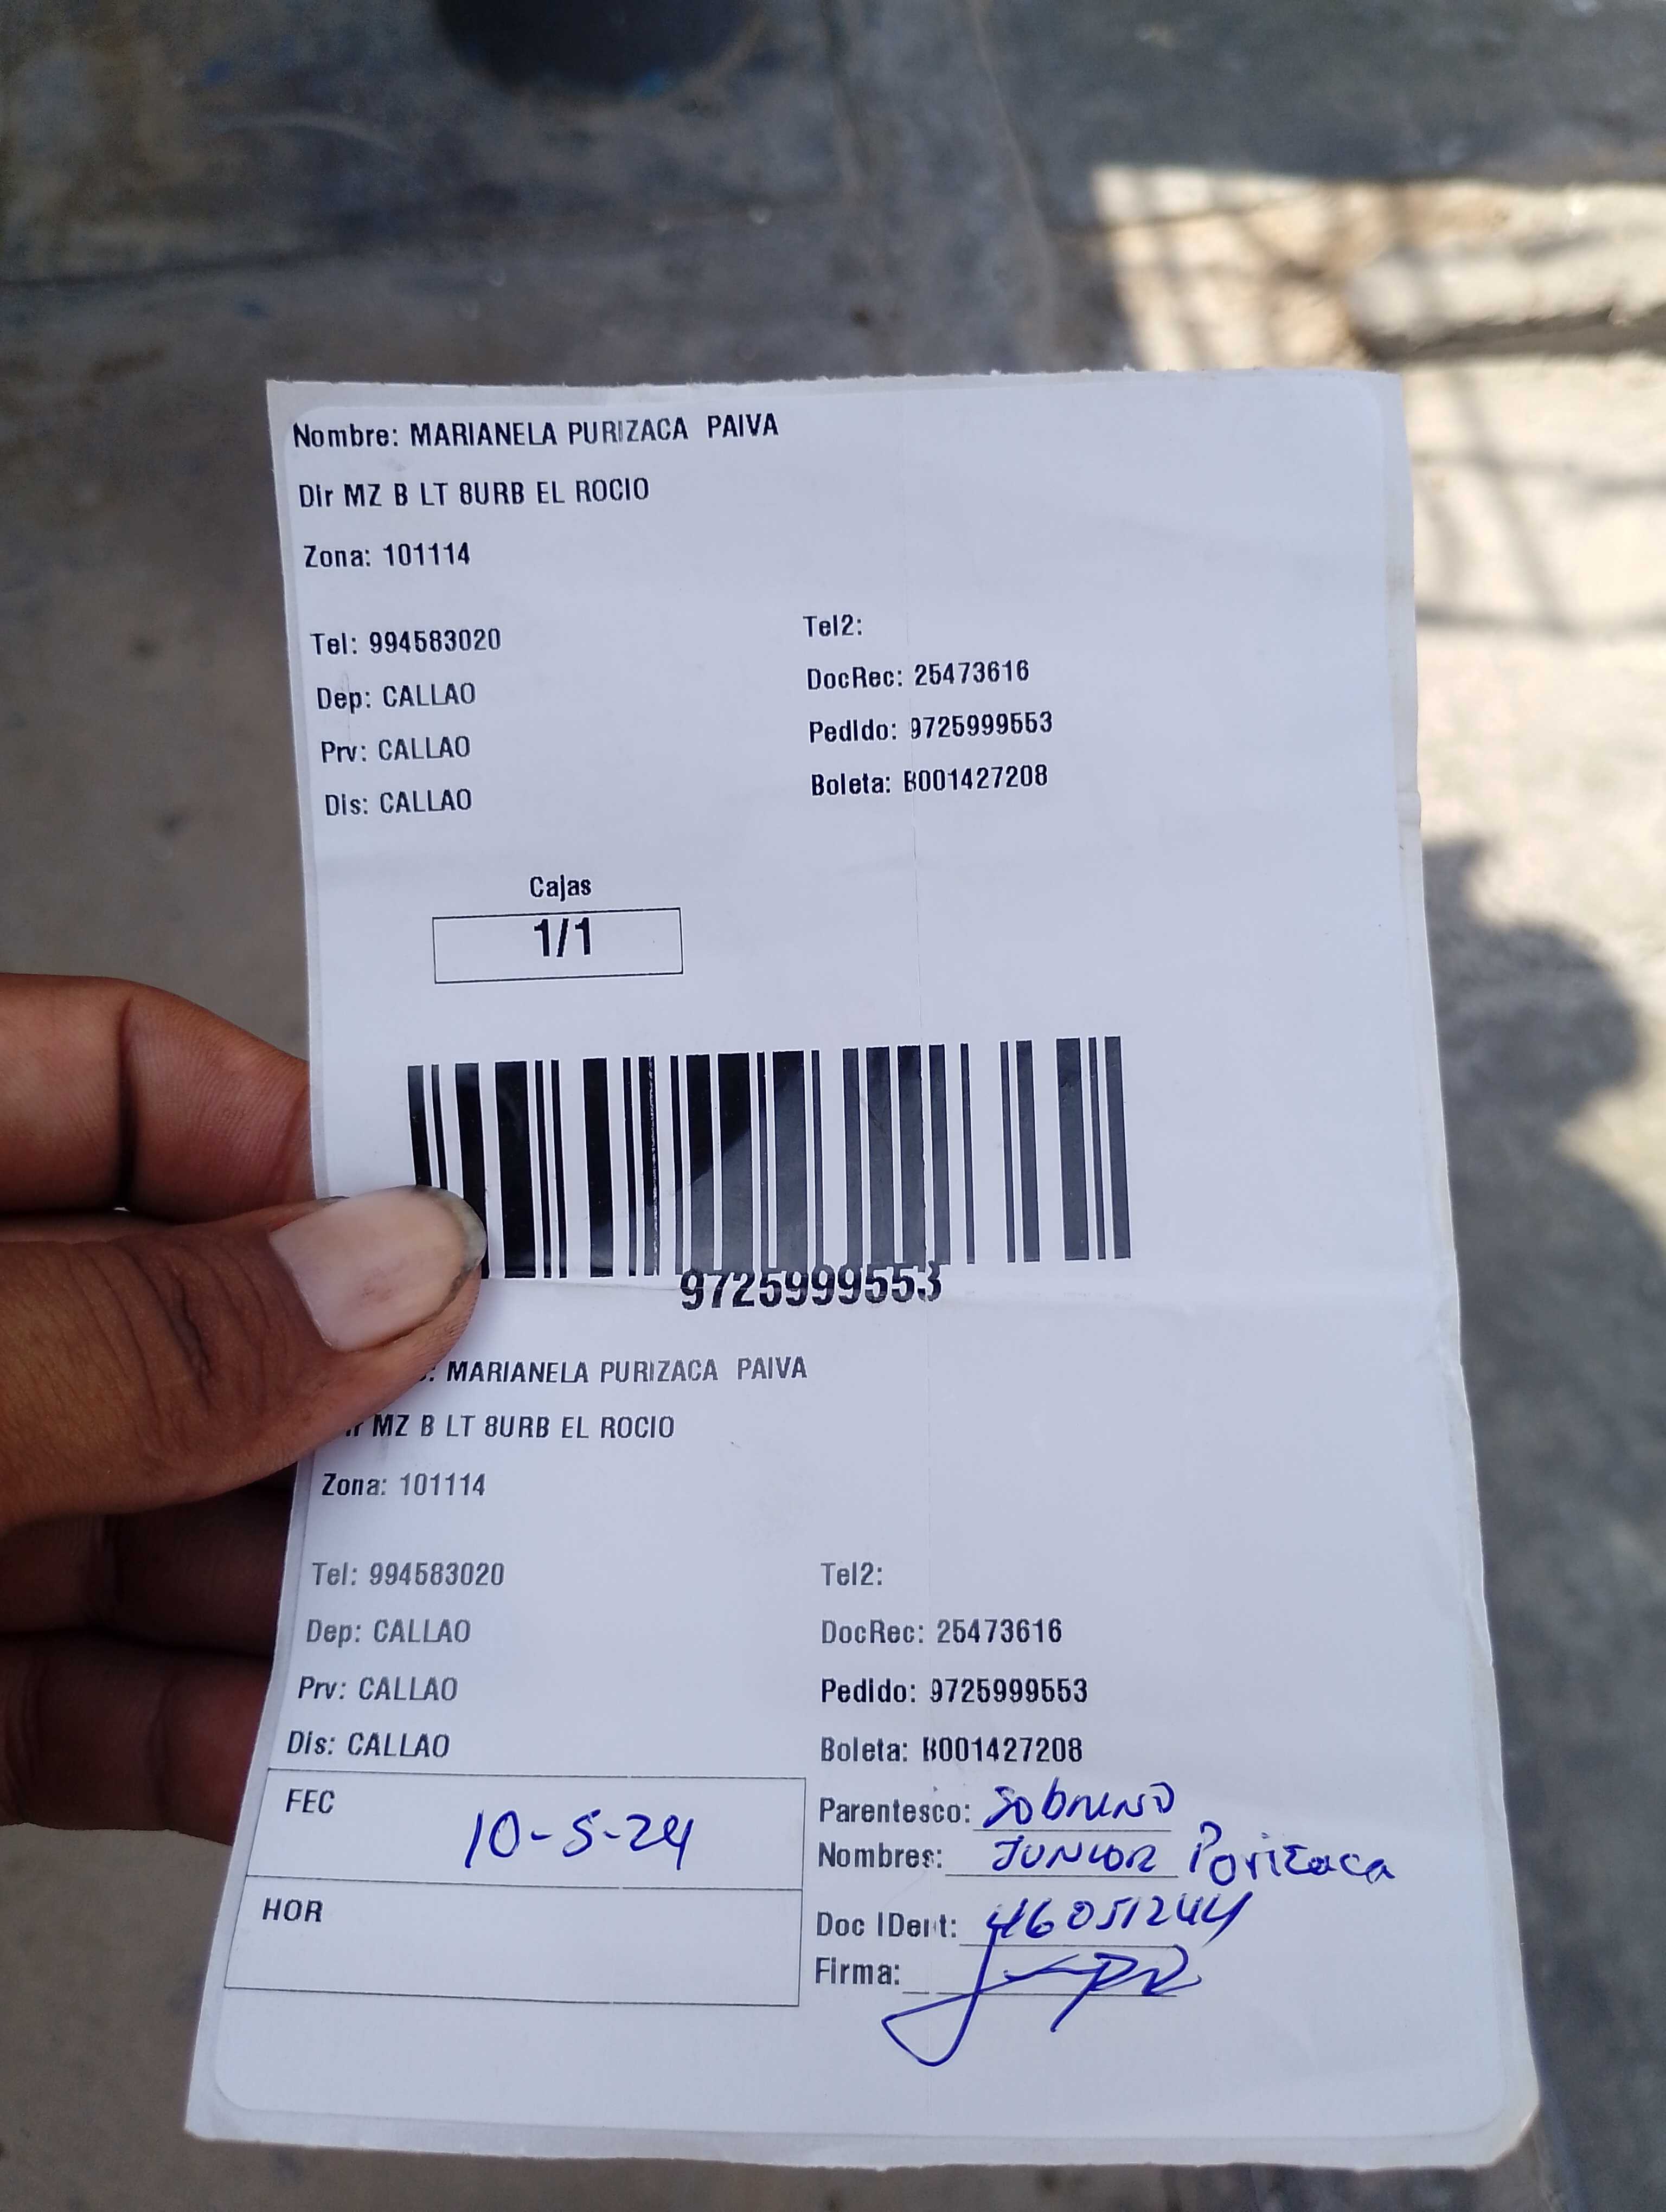 Nombre: MARIANELA PURIZACA PAIVA
Dir MZ B LT 8URB EL ROCIO
Zona: 101114
Tel: 994583020 Tel2:
Dep: CALLAO DocRec: 25473616
Prv: CALLAO Pedido: 9725999553
Dis: CALLAO Boleta: B001427208
Cajas
1/1
9725999553
: MARIANELA PURIZACA PAIVA
MZ B LT 8URB EL ROCIO
Zona: 101114
Tel: 994583020 Tel2:
Dep: CALLAO DocRec: 25473616
Prv: CALLAO Pedido: 9725999553
Dis: CALLAO Boleta: B001427208
FEC 10-5-24 Parentesco: Sobrino
Nombres: JUNIOR Porizaca
HOR Doc IDent: 46051244
Firma: